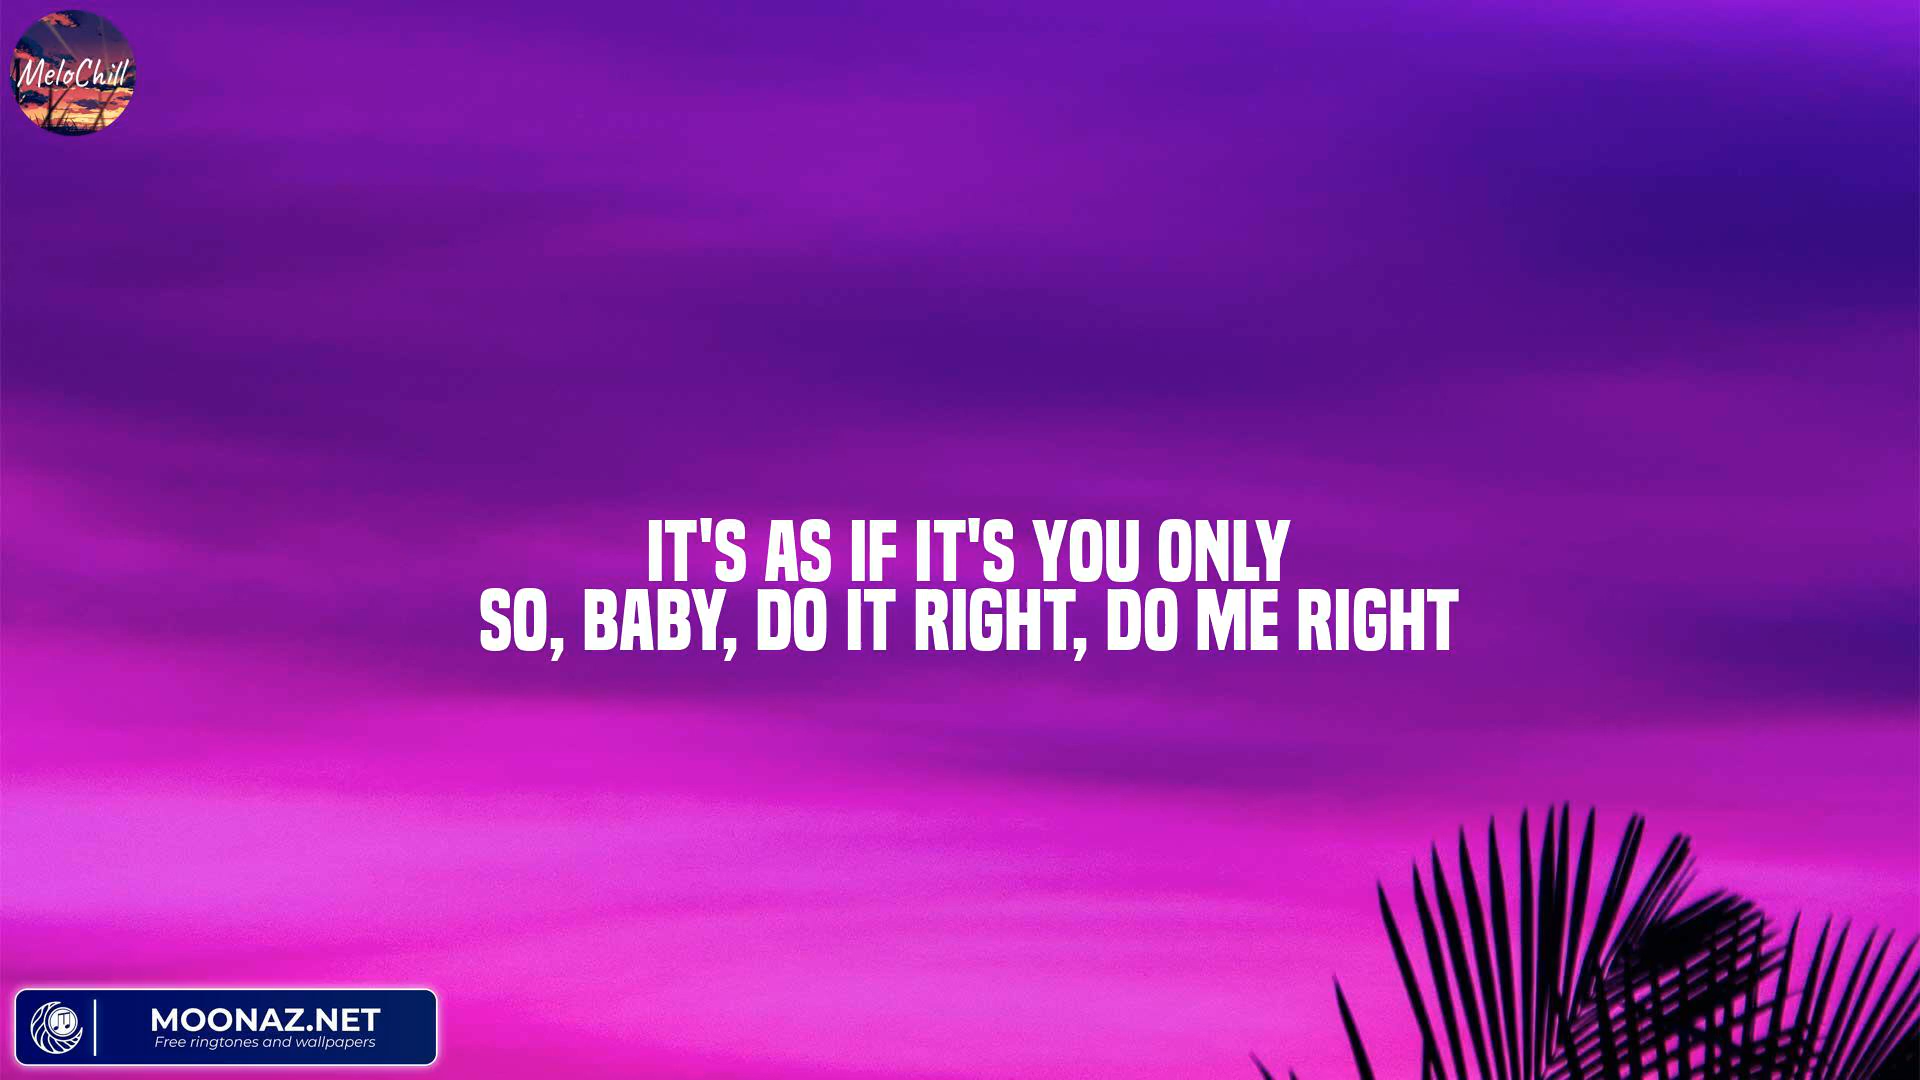 MeloChill
IT'S AS IF IT'S YOU ONLY
SO, BABY, DO IT RIGHT, DO ME RIGHT
MOONAZ.NET
Free ringtones and wallpapers